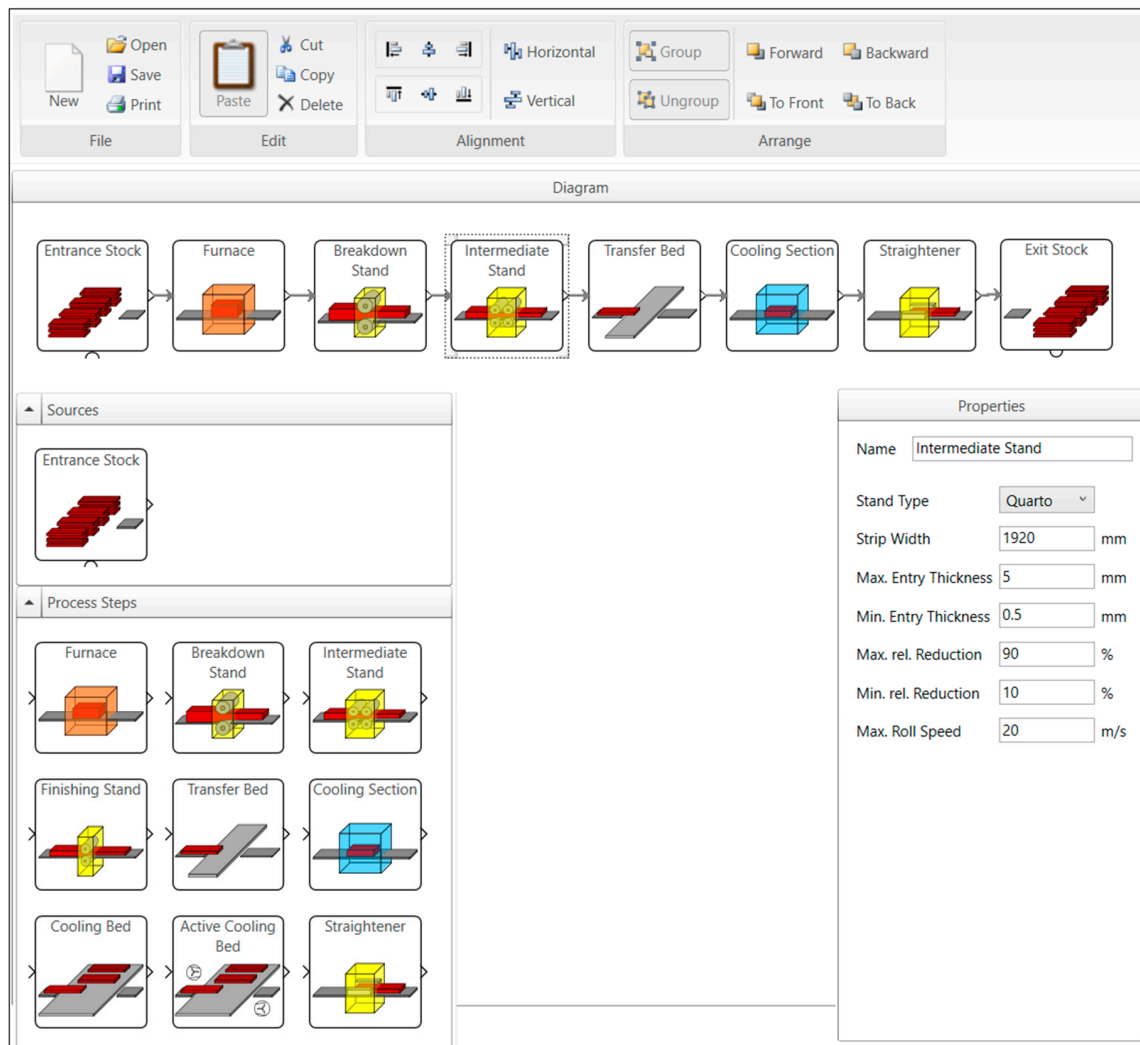 New
Open
Save
Print
File
Paste
Cut
Copy
Delete
Edit
Horizontal
Vertical
Alignment
Group
Ungroup
Forward
Backward
To Front
To Back
Arrange
Diagram
Entrance Stock
Furnace
Breakdown
Stand
Intermediate
Stand
Transfer Bed
Cooling Section
Straightener
Exit Stock
Sources
Entrance Stock
Process Steps
Furnace
Breakdown
Stand
Intermediate
Stand
Finishing Stand
Transfer Bed
Cooling Section
Cooling Bed
Active Cooling
Bed
Straightener
Properties
Name Intermediate Stand
Stand Type Quarto
Strip Width 1920 mm
Max. Entry Thickness 5 mm
Min. Entry Thickness 0.5 mm
Max. rel. Reduction 90 %
Min. rel. Reduction 10 %
Max. Roll Speed 20 m/s